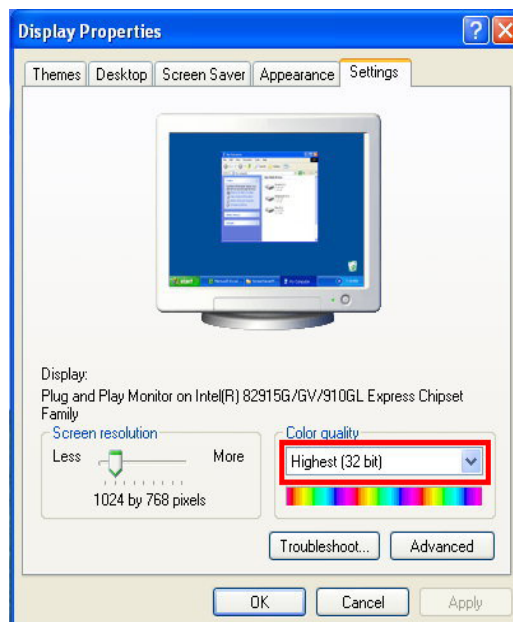 Display Properties
Themes Desktop Screen Saver Appearance Settings
Display:
Plug and Play Monitor on Intel(R) 82915G/GV/910GL Express Chipset
Family
Screen resolution
Less More
1024 by 768 pixels
Color quality
Highest (32 bit)
Troubleshoot... Advanced
OK Cancel Apply